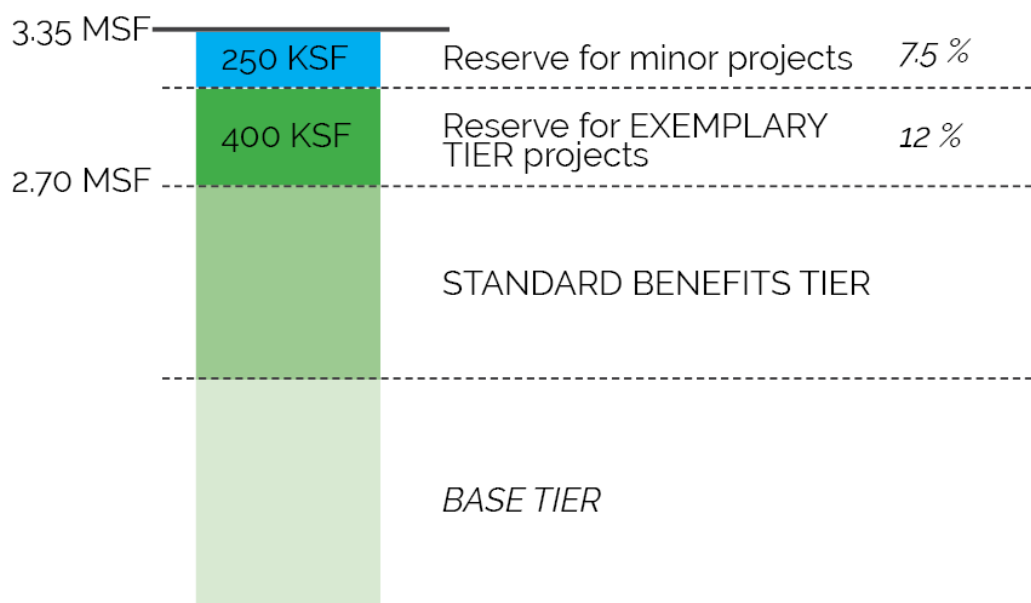 3.35 MSF
250 KSF Reserve for minor projects 7.5 %
400 KSF Reserve for EXEMPLARY
TIER projects 12 %
2.70 MSF
STANDARD BENEFITS TIER
BASE TIER